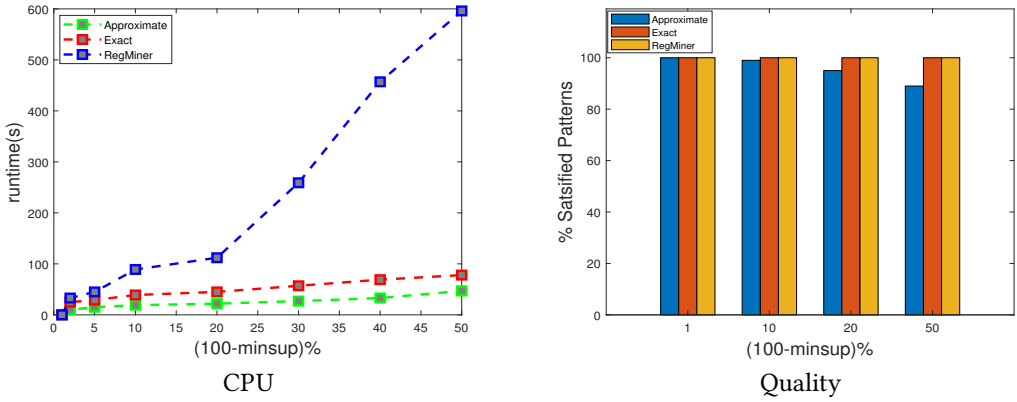 600
500
400
300
200
100
0
runtime(s)
Approximate
Exact
RegMiner
0 5 10 15 20 25 30 35 40 45 50
(100-minsup)%
CPU
100
80
60
40
20
0
% Satsified Patterns
Approximate
Exact
RegMiner
1 10 20 50
(100-minsup)%
Quality